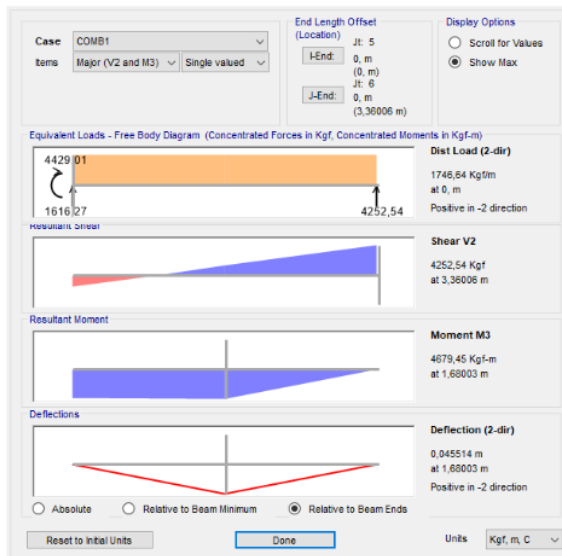 Case
COMB1
Items
Major (V2 and M3)
Single valued
End Length Offset
(Location)
I-End:
Jt: 5
0, m
(0, m)
J-End:
Jt: 6
0, m
(3,36006 m)
Display Options
Scroll for Values
Show Max
Equivalent Loads - Free Body Diagram (Concentrated Forces in Kgf, Concentrated Moments in Kgf-m)
4429,01
1616,27
4252,54
Dist Load (2-dir)
1746,64 Kgf/m
at 0, m
Positive in -2 direction
Resultant Shear
Shear V2
4252,54 Kgf
at 3,36006 m
Resultant Moment
Moment M3
4679,45 Kgf-m
at 1,68003 m
Deflections
Deflection (2-dir)
0,045514 m
at 1,68003 m
Positive in -2 direction
Absolute
Relative to Beam Minimum
Relative to Beam Ends
Reset to Initial Units
Done
Units
Kgf, m, C